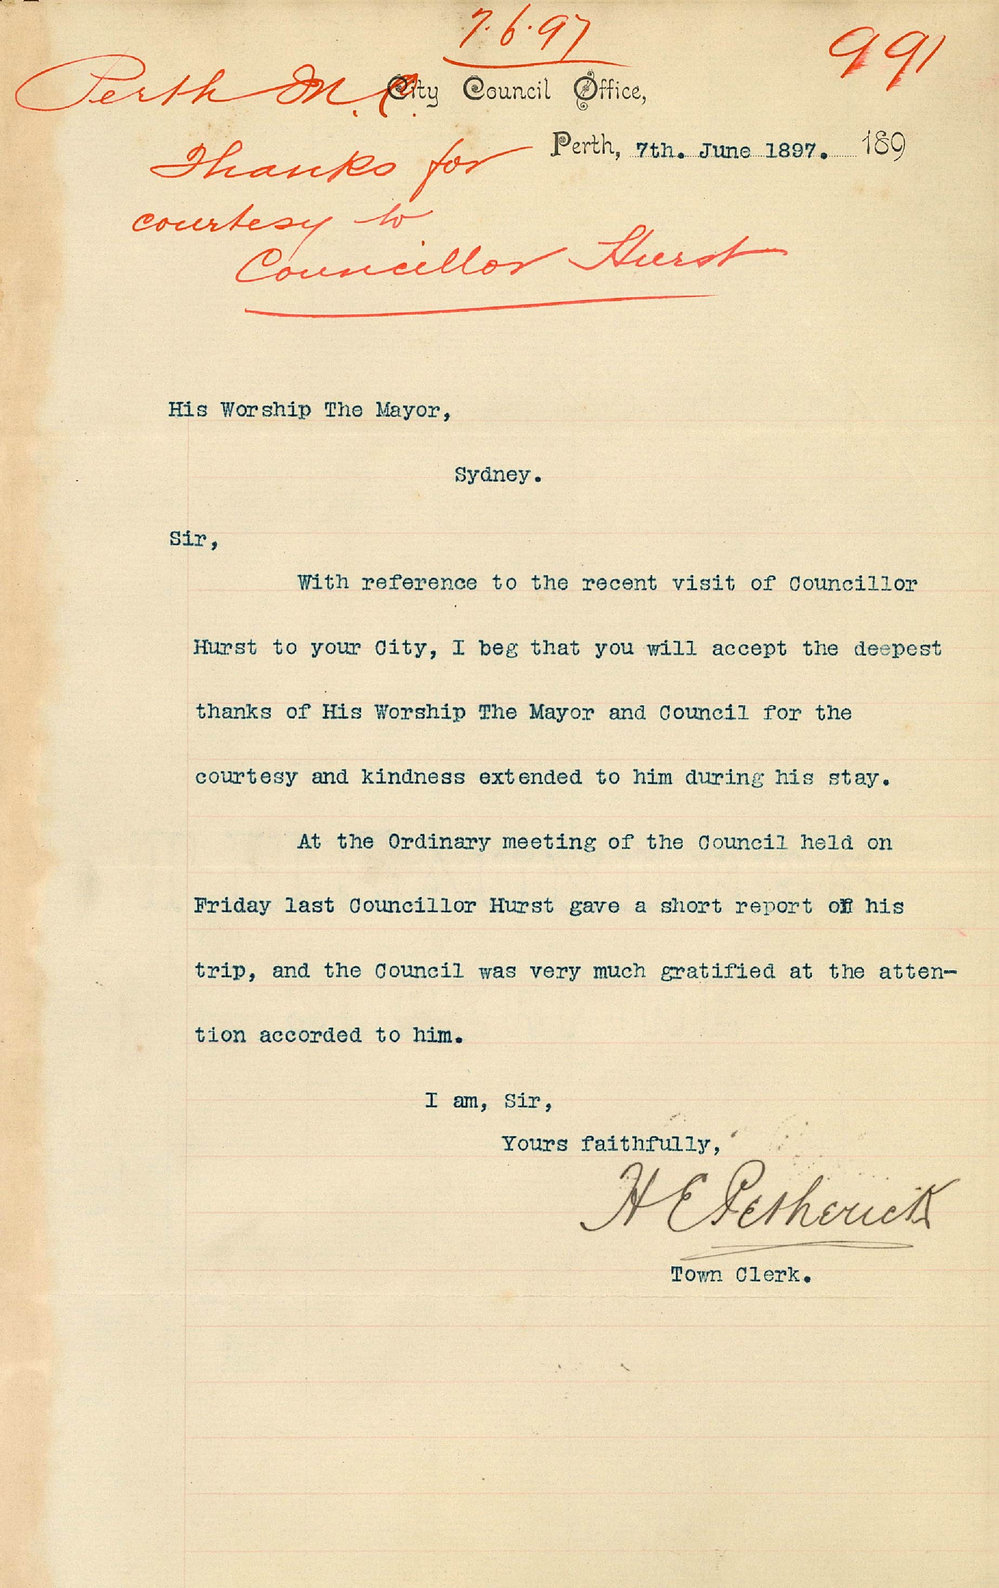 7.6.97
991
Perth M.C.
City Council Office,
Perth, 7th. June 1897. 189
Thanks for
courtesy to
Councillor Hurst
His Worship The Mayor,
Sydney.
Sir,
With reference to the recent visit of Councillor
Hurst to your City, I beg that you will accept the deepest
thanks of His Worship The Mayor and Council for the
courtesy and kindness extended to him during his stay.
At the Ordinary meeting of the Council held on
Friday last Councillor Hurst gave a short report of his
trip, and the Council was very much gratified at the atten-
tion accorded to him.
I am, Sir,
Yours faithfully,
H E Petherick
Town Clerk.